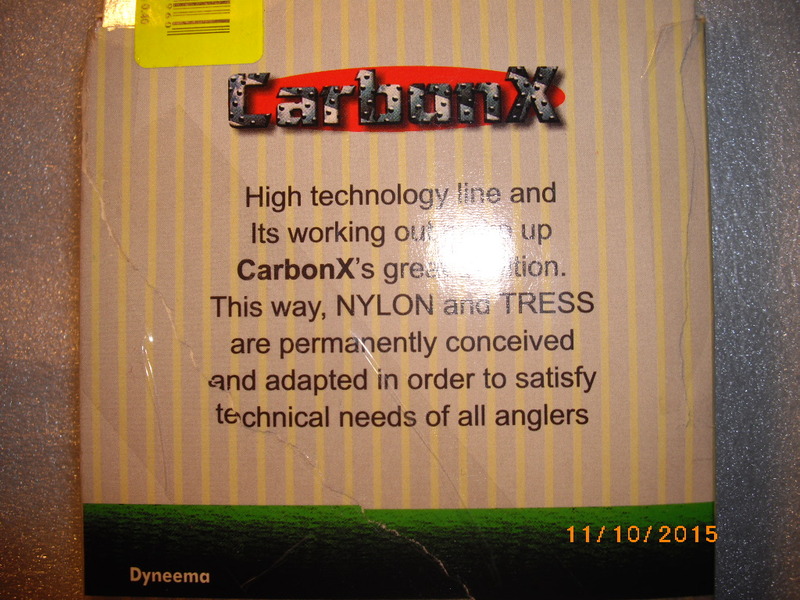 CarbonX
High technology line and
Its working out up
CarbonX's
This way, NYLON and TRESS
are permanently conceived
and adapted in order to satisfy
technical needs of all anglers
11/10/2015
Dyneema